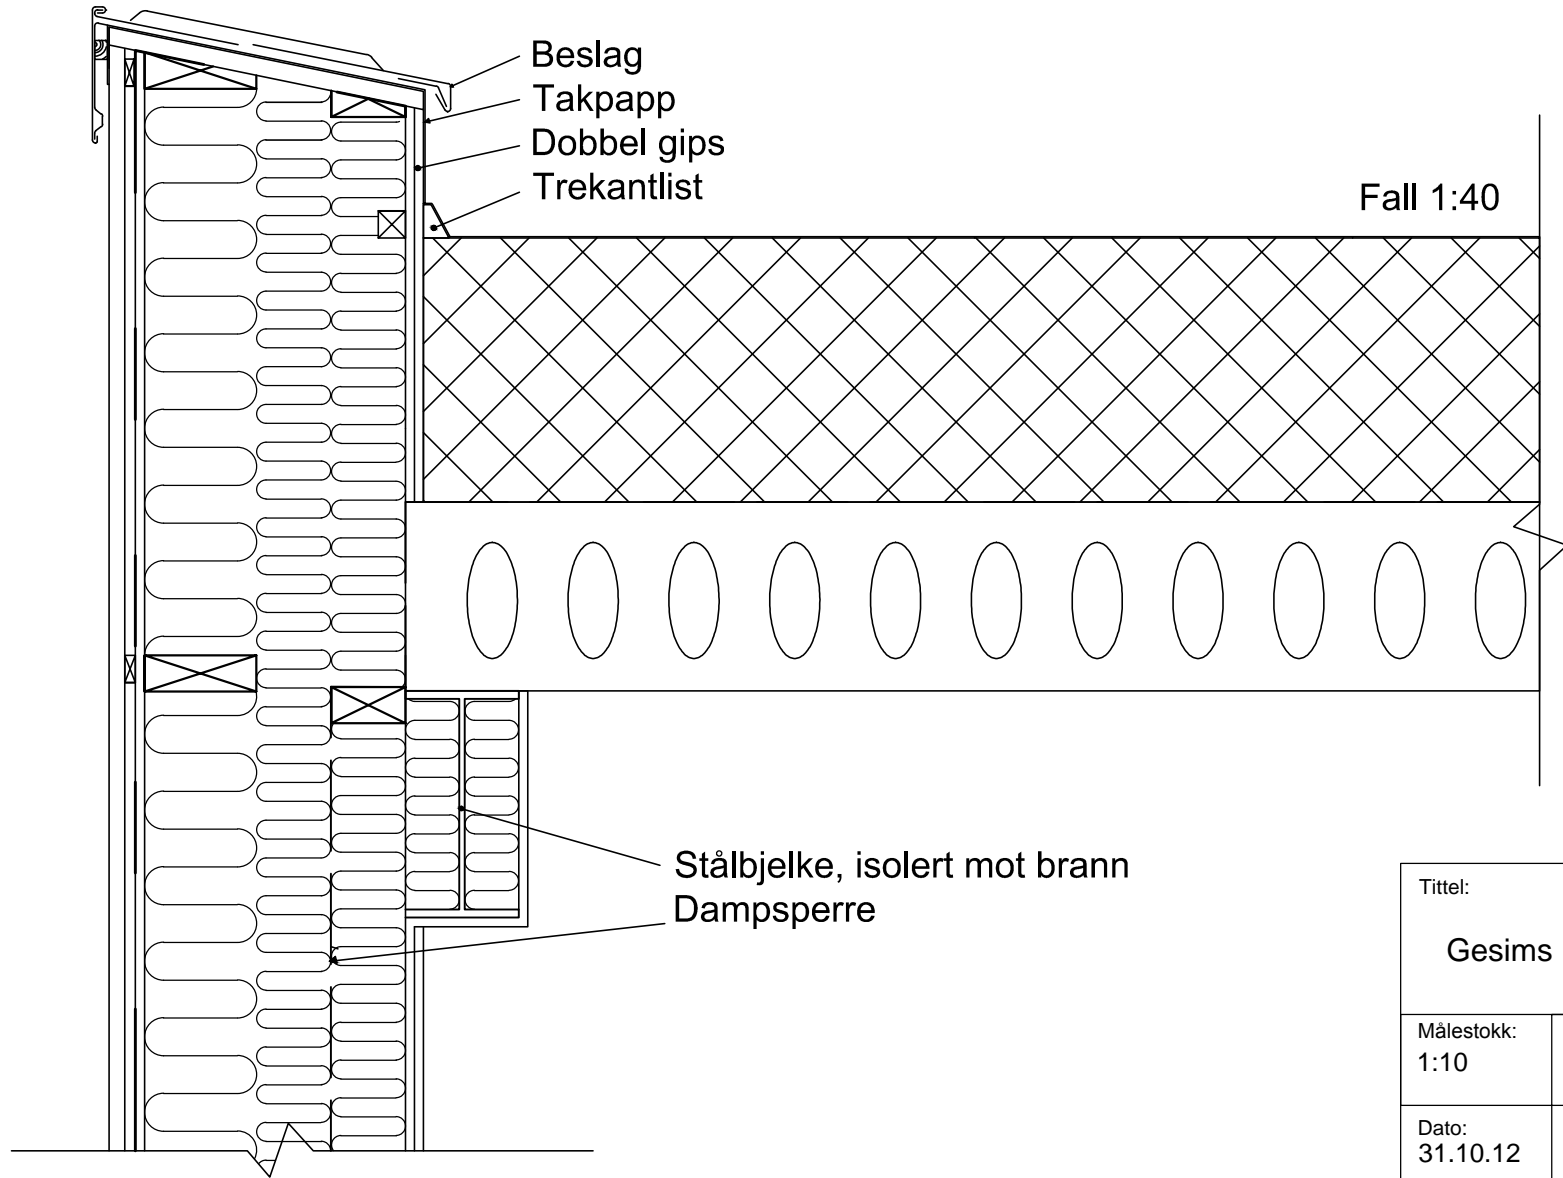 Beslag
Takpapp
Dobbel gips
Trekantlist
Fall 1:40
Stålbjelke, isolert mot brann
Dampsperre
Tittel:
Gesims
Målestokk:
1:10
Dato:
31.10.12